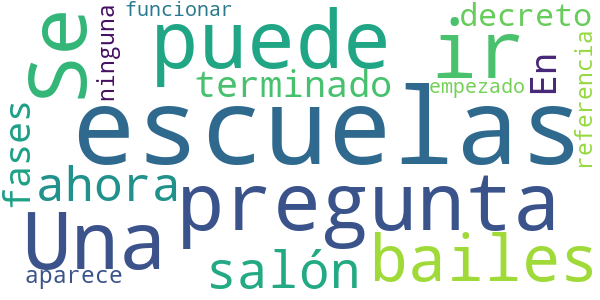 funcionar
Se puede ir decreto
ninguna terminado En
empezado
escuelas referencia
fases ahora pregunta
Una bailes
aparece salón